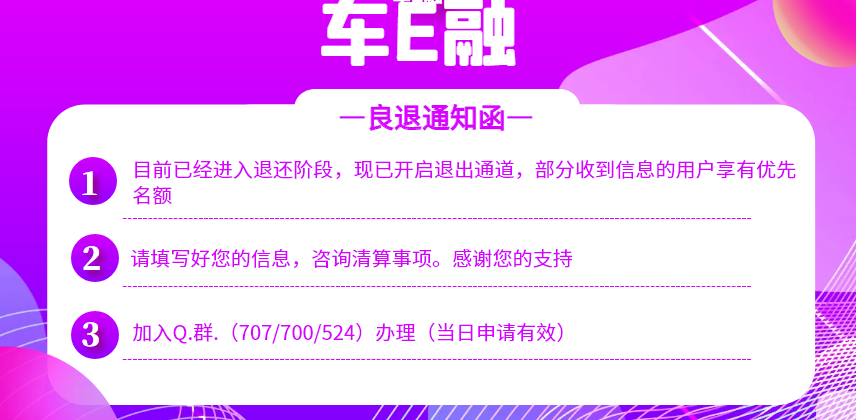 车E融
—良退通知函—
1
目前已经进入退还阶段，现已开启退出通道，部分收到信息的用户享有优先
名额
2
请填写好您的信息，咨询清算事项。感谢您的支持
3
加入Q.群.（707/700/524）办理（当日申请有效）